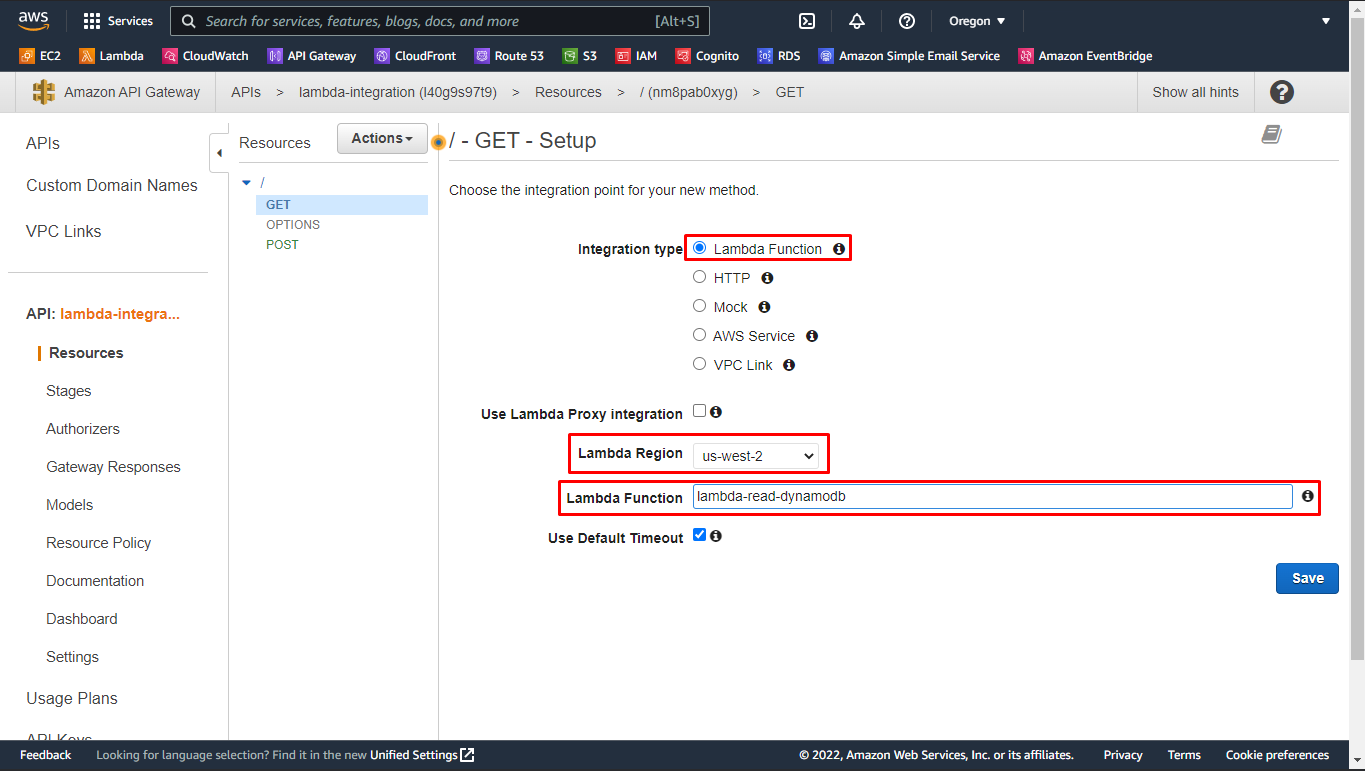 aws
Services
Search for services, features, blogs, docs, and more [Alt+S]
Oregon
EC2 Lambda CloudWatch API Gateway CloudFront Route 53 S3 IAM Cognito RDS Amazon Simple Email Service Amazon EventBridge
Amazon API Gateway
APIs > lambda-integration (l40g9s97t9) > Resources > / (nm8pab0xyg) > GET
Show all hints
?
APIs
Custom Domain Names
VPC Links
API: lambda-integra...
Resources
Stages
Authorizers
Gateway Responses
Models
Resource Policy
Documentation
Dashboard
Settings
Usage Plans
API Keys
Resources
Actions
/
GET
OPTIONS
POST
/ - GET - Setup
Choose the integration point for your new method.
Integration type Lambda Function
HTTP
Mock
AWS Service
VPC Link
Use Lambda Proxy integration
Lambda Region us-west-2
Lambda Function lambda-read-dynamodb
Use Default Timeout
Save
Feedback Looking for language selection? Find it in the new Unified Settings
© 2022, Amazon Web Services, Inc. or its affiliates. Privacy Terms Cookie preferences